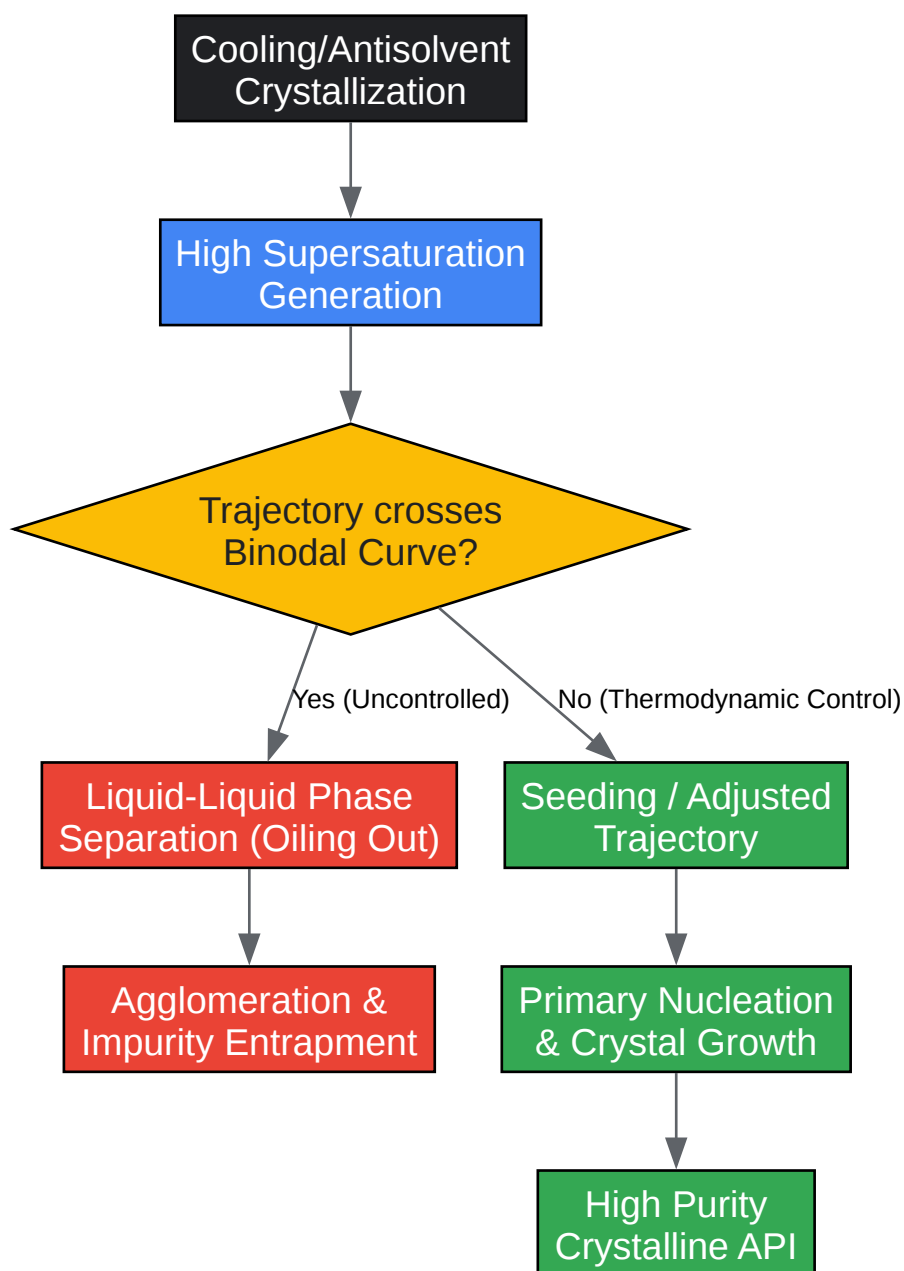 Cooling/Antisolvent
Crystallization
High Supersaturation
Generation
Trajectory crosses
Binodal Curve?
Yes (Uncontrolled)
No (Thermodynamic Control)
Liquid-Liquid Phase
Separation (Oiling Out)
Seeding / Adjusted
Trajectory
Agglomeration &
Impurity Entrapment
Primary Nucleation
& Crystal Growth
High Purity
Crystalline API